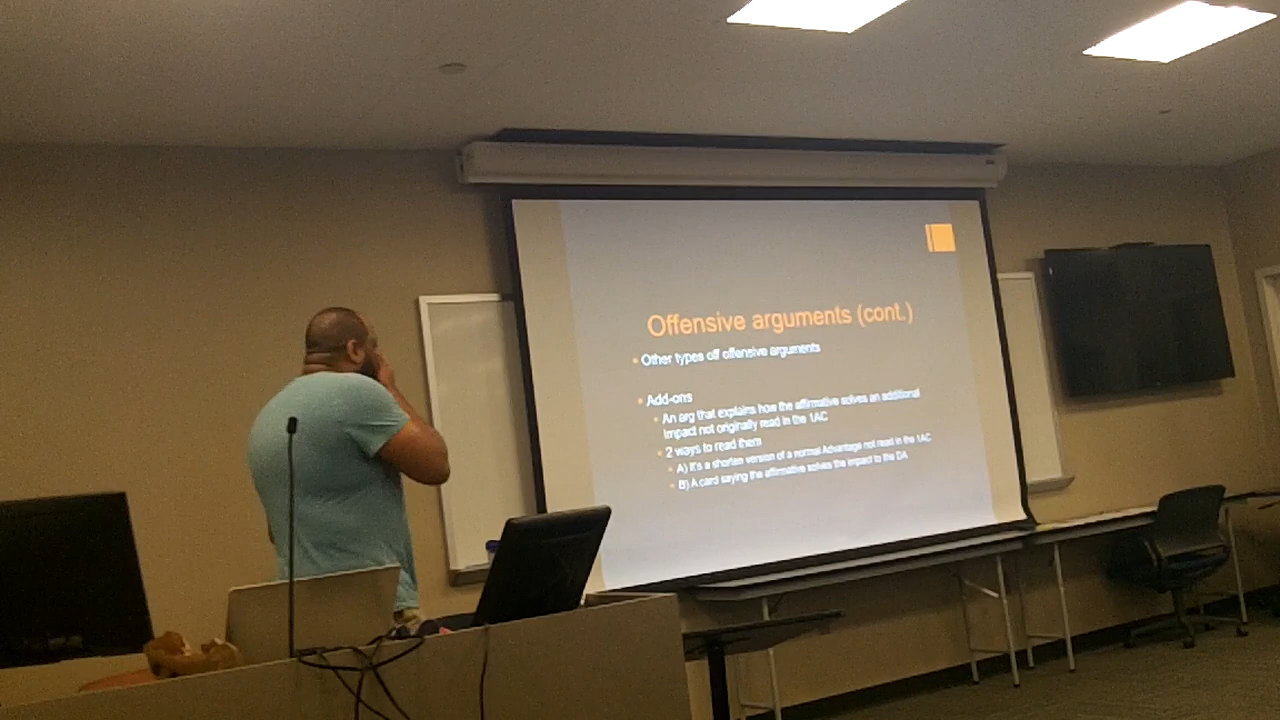 Offensive arguments (cont.)
Other types of offensive arguments
Add-ons
An arg that explains how the affirmative solves an additional
impact not originally read in the 1AC
2 ways to read them
A) It's a shorten version of a normal Advantage not read in the 1AC
B) A card saying the affirmative solves the impact to the DA